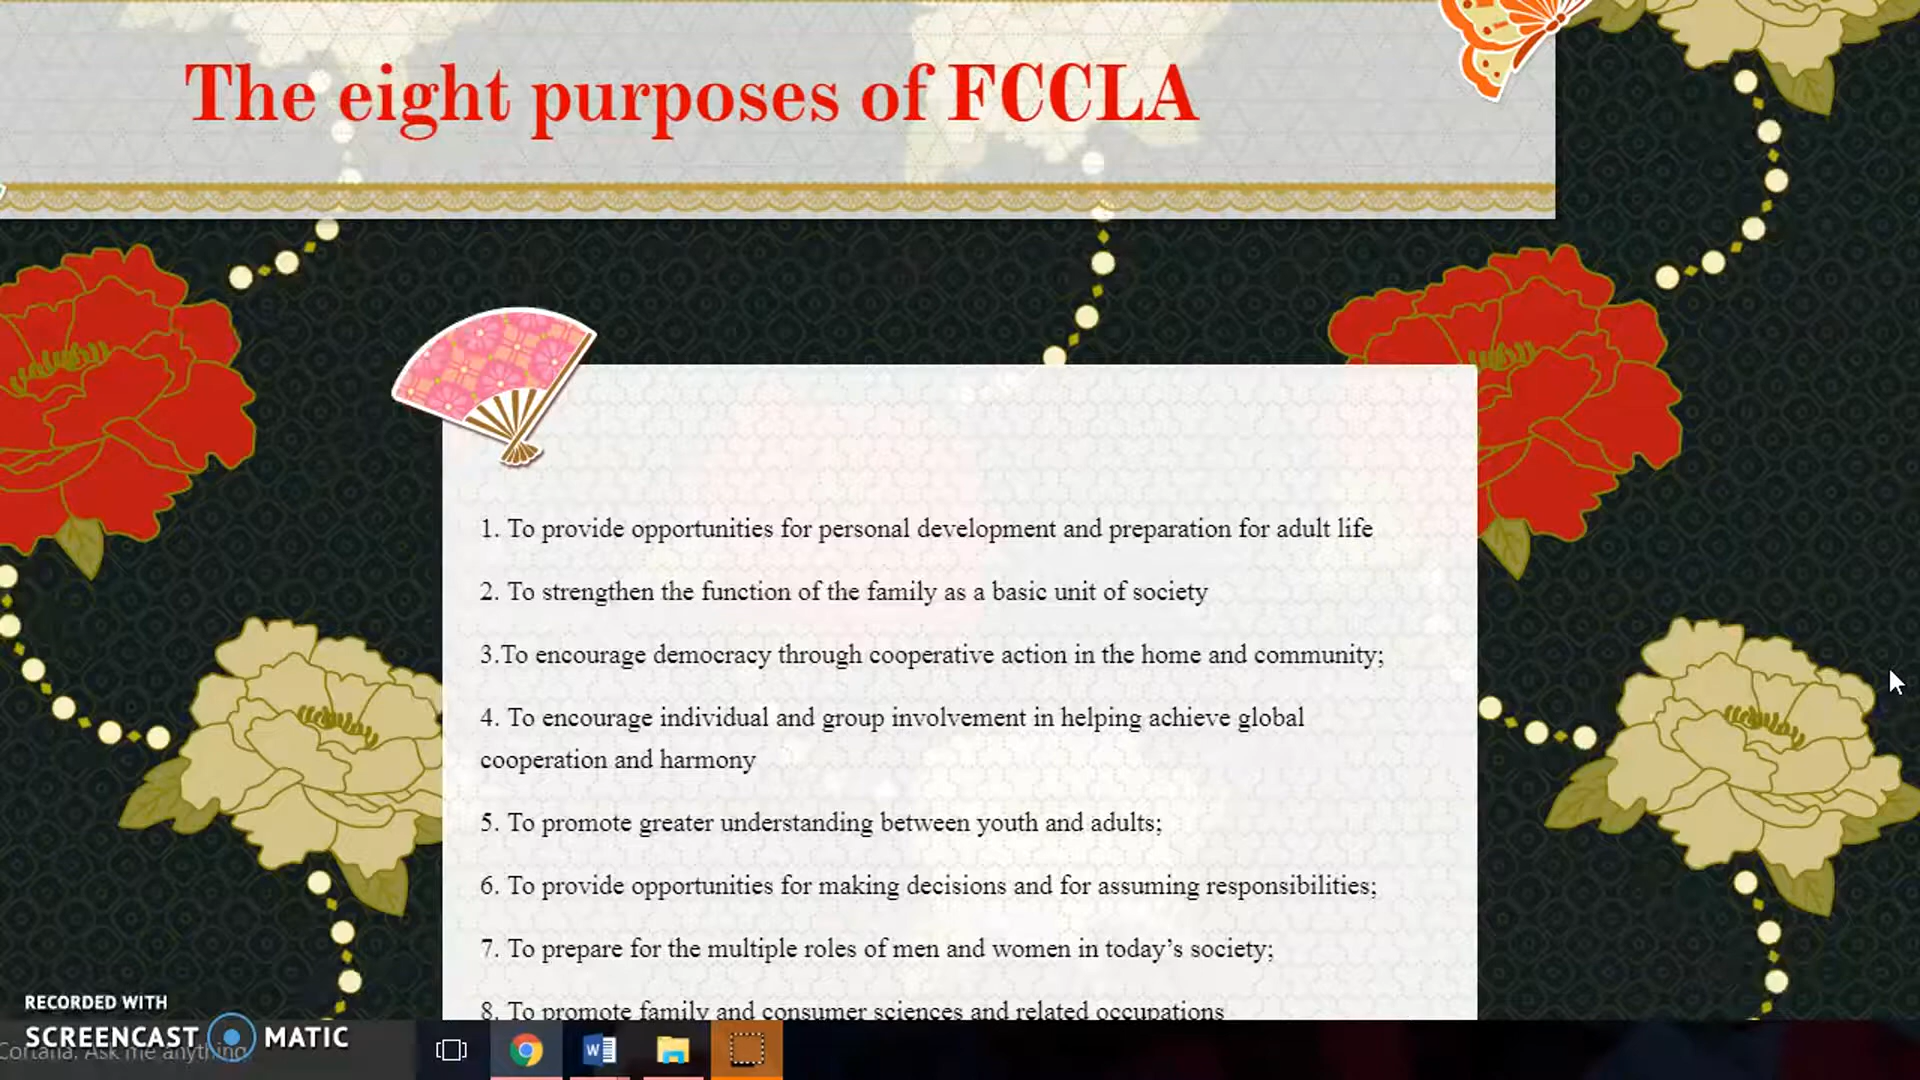 The eight purposes of FCCLA
1. To provide opportunities for personal development and preparation for adult life
2. To strengthen the function of the family as a basic unit of society
3.To encourage democracy through cooperative action in the home and community;
4. To encourage individual and group involvement in helping achieve global
cooperation and harmony
5. To promote greater understanding between youth and adults;
6. To provide opportunities for making decisions and for assuming responsibilities;
7. To prepare for the multiple roles of men and women in today’s society;
8. To promote family and consumer sciences and related occupations
RECORDED WITH
SCREENCAST MATIC
Cortana. Ask me anything
W